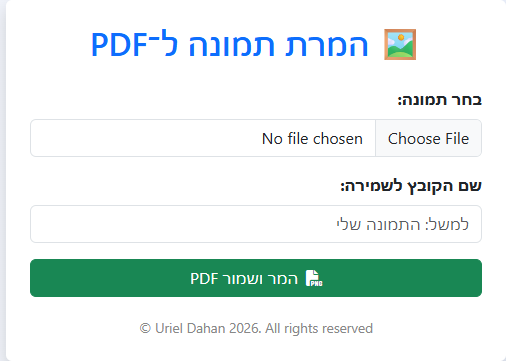 המרת תמונה ל־PDF
בחר תמונה:
Choose File No file chosen
שם הקובץ לשמירה:
למשל: התמונה שלי
המר ושמור PDF
© Uriel Dahan 2026. All rights reserved